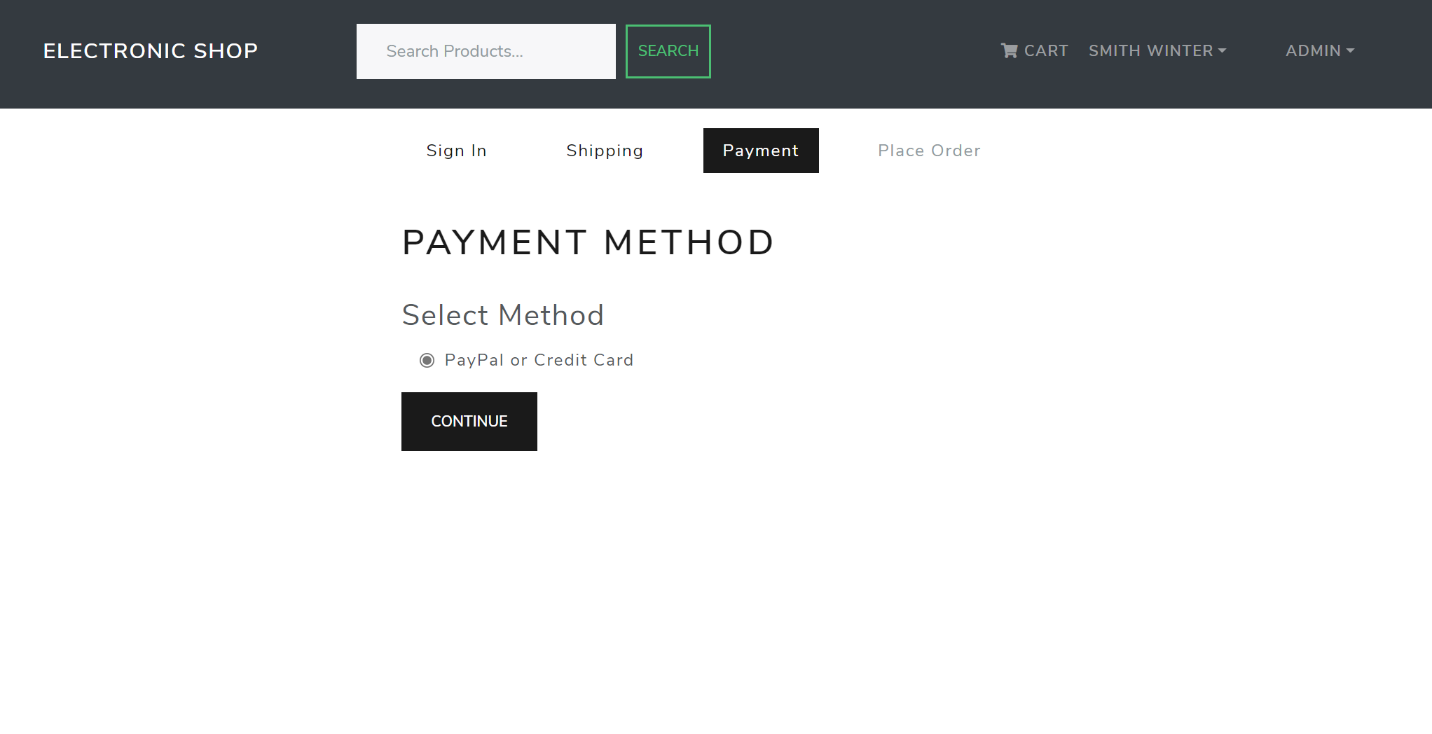 ELECTRONIC SHOP
Search Products...
SEARCH
CART
SMITH WINTER
ADMIN
Sign In
Shipping
Payment
Place Order
PAYMENT METHOD
Select Method
PayPal or Credit Card
CONTINUE